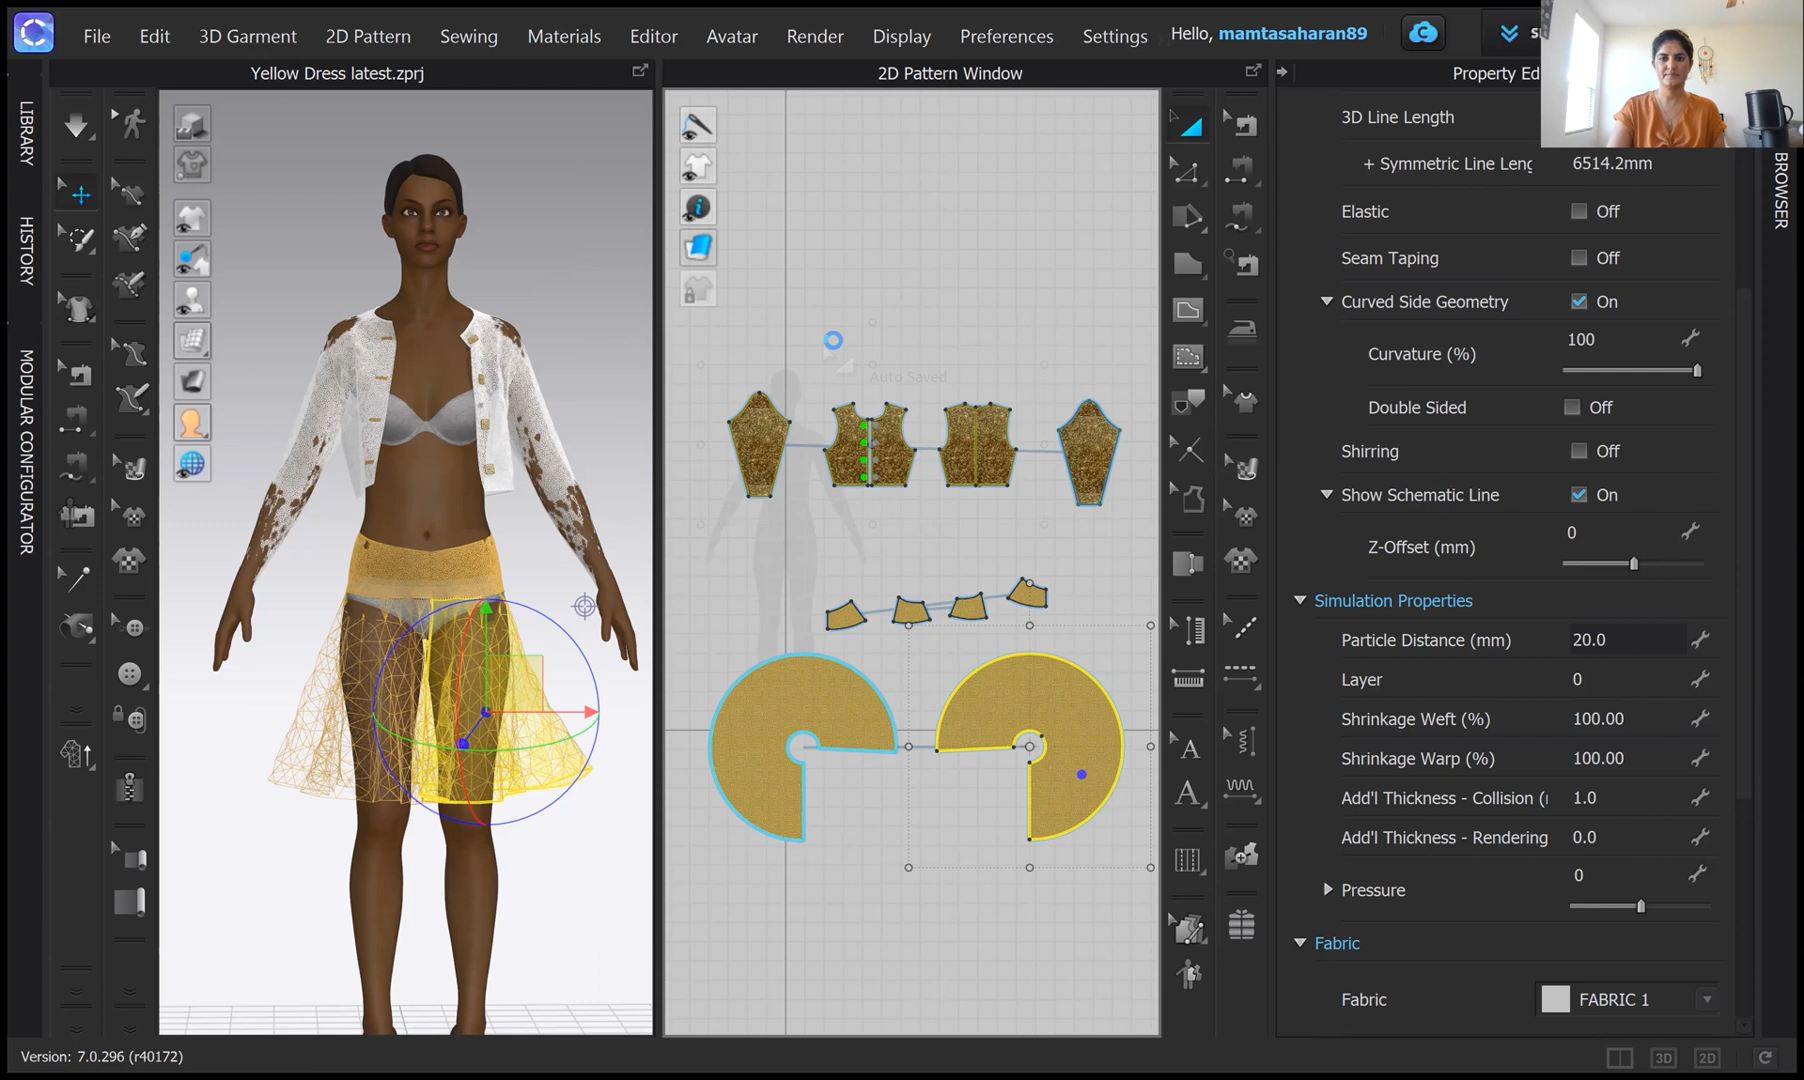 File Edit 3D Garment 2D Pattern Sewing Materials Editor Avatar Render Display Preferences Settings Hello, mamtasaharan89
Yellow Dress latest.zprj
2D Pattern Window
Property Ed
LIBRARY
HISTORY
MODULAR CONFIGURATOR
BROWSER
Auto Saved
3D Line Length
+ Symmetric Line Leng 6514.2mm
Elastic Off
Seam Taping Off
Curved Side Geometry On
Curvature (%) 100
Double Sided Off
Shirring Off
Show Schematic Line On
Z-Offset (mm) 0
Simulation Properties
Particle Distance (mm) 20.0
Layer 0
Shrinkage Weft (%) 100.00
Shrinkage Warp (%) 100.00
Add'l Thickness - Collision (r 1.0
Add'l Thickness - Rendering 0.0
Pressure 0
Fabric
Fabric FABRIC 1
Version: 7.0.296 (r40172)
3D 2D